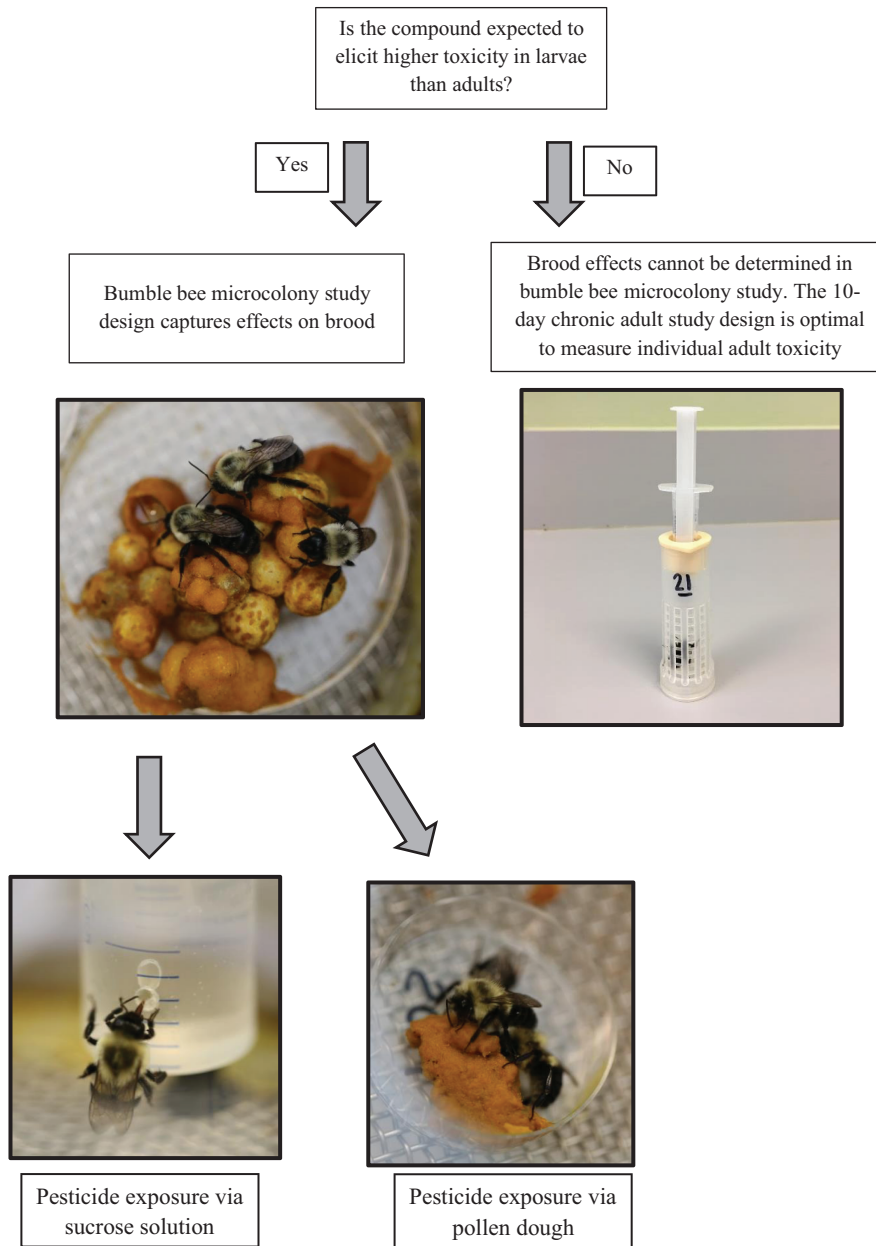 Is the compound expected to
elicit higher toxicity in larvae
than adults?
Yes
No
Bumble bee microcolony study
design captures effects on brood
Brood effects cannot be determined in
bumble bee microcolony study. The 10-
day chronic adult study design is optimal
to measure individual adult toxicity
21
Pesticide exposure via
sucrose solution
Pesticide exposure via
pollen dough